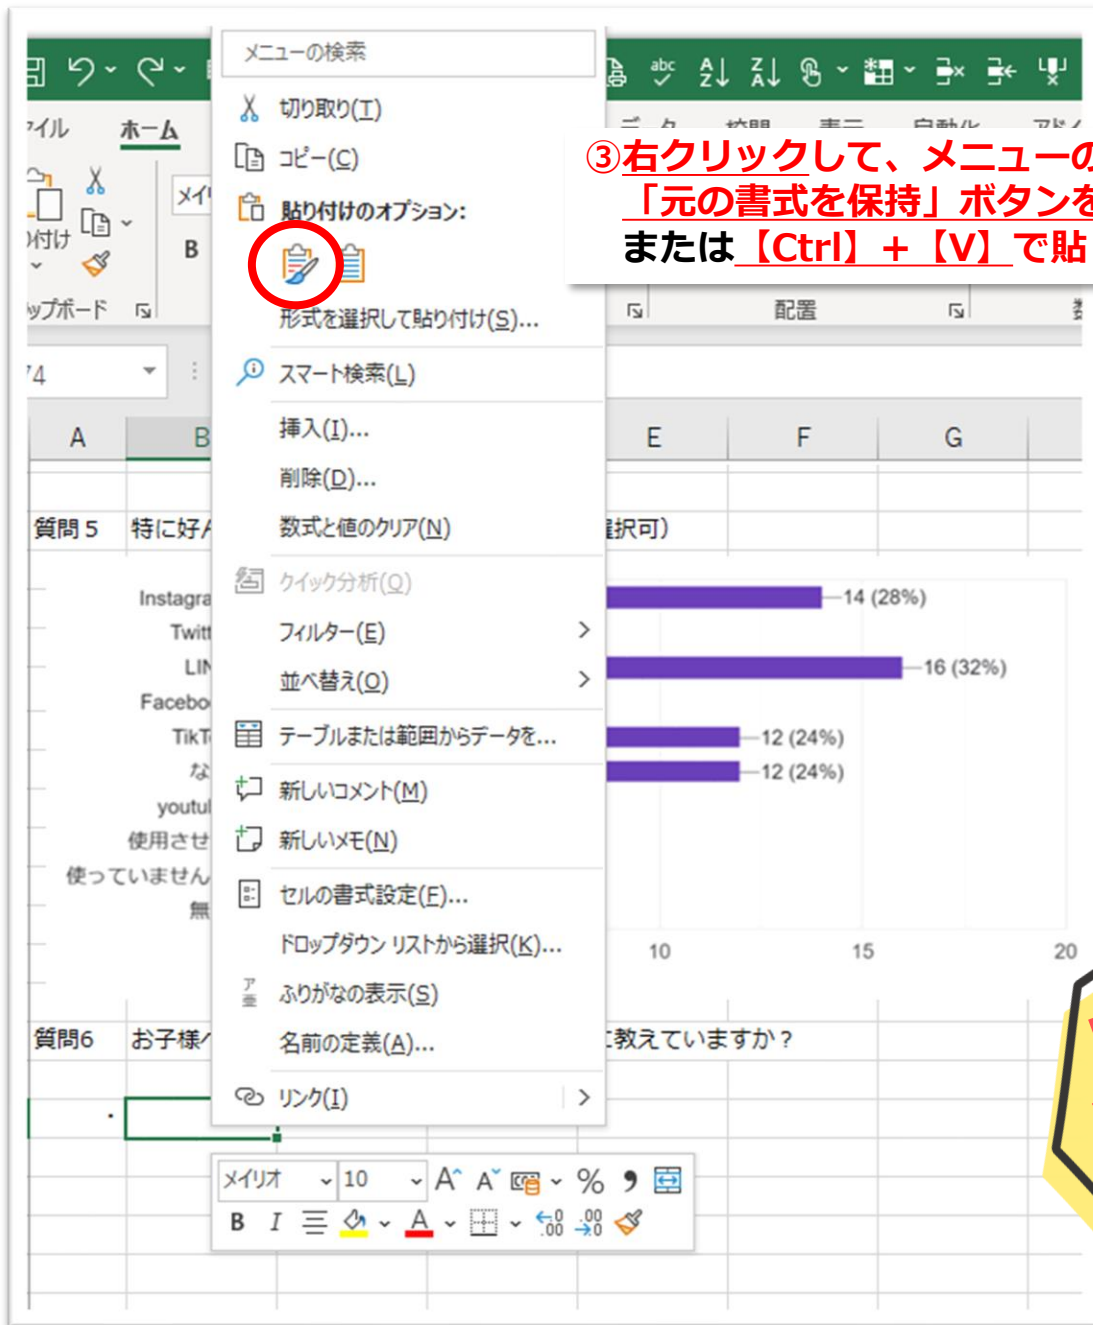 メニューの検索
切り取り(T)
コピー(C)
貼り付けのオプション:
形式を選択して貼り付け(S)...
スマート検索(L)
挿入(I)...
削除(D)...
数式と値のクリア(N)
クイック分析(Q)
フィルター(E)
並べ替え(O)
テーブルまたは範囲からデータを...
新しいコメント(M)
新しいメモ(N)
セルの書式設定(F)...
ドロップダウン リストから選択(K)...
ふりがなの表示(S)
名前の定義(A)...
リンク(I)
メイリオ 10
B I
ホーム
③右クリックして、メニューの
「元の書式を保持」ボタンを
または【Ctrl】+【V】で貼
配置
A B E F G
質問5 特に好 択可)
Instagra 14 (28%)
Twitt
LIN 16 (32%)
Facebo
TikT 12 (24%)
な 12 (24%)
youtu
使用させ
使っていません
無
10 15 20
質問6 お子様 教えていますか？